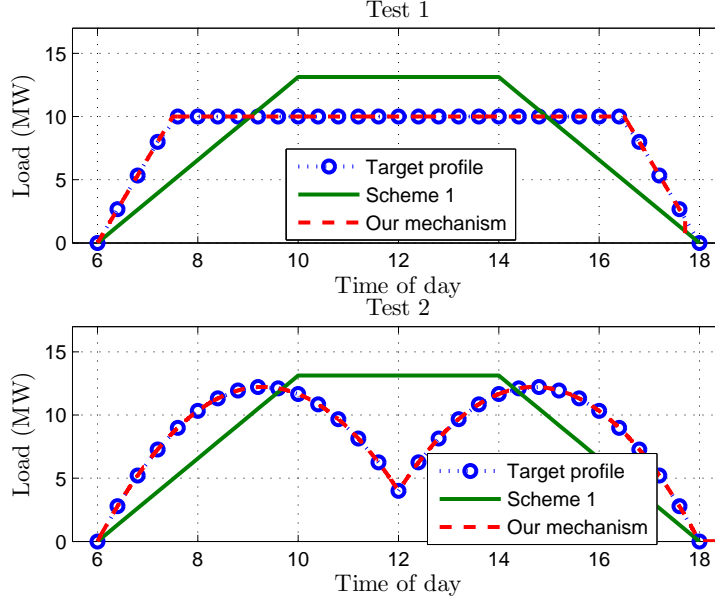 Test 1
Load (MW)
15
10
5
0
Target profile
Scheme 1
Our mechanism
6 8 10 12 14 16 18
Time of day
Test 2
Load (MW)
15
10
5
0
Target profile
Scheme 1
Our mechanism
6 8 10 12 14 16 18
Time of day